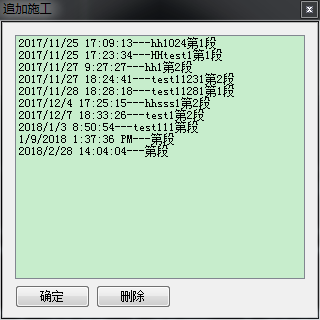 追加施工
2017/11/25 17:09:13---hh1024第1段
2017/11/25 17:23:34---HHtest1第1段
2017/11/27 9:27:27---hh1第2段
2017/11/27 18:24:41---test11231第2段
2017/11/28 18:28:18---test11281第1段
2017/12/4 17:25:15---hhsss1第2段
2017/12/7 18:33:26---test1第2段
2018/1/3 8:50:54---test111第段
1/9/2018 1:37:36 PM---第段
2018/2/28 14:04:04---第段
确定 删除